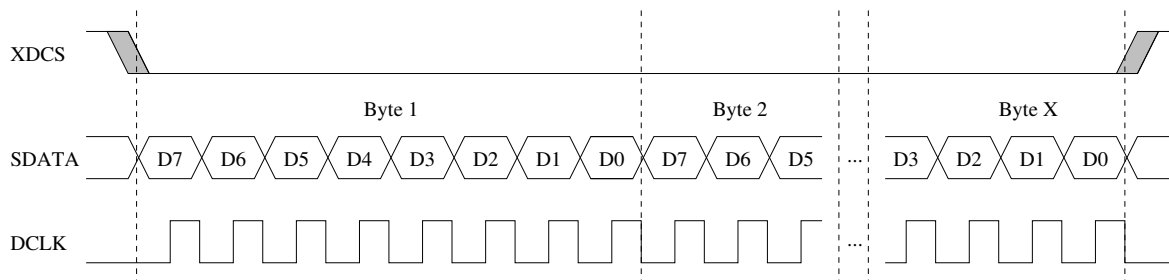 XDCS
Byte 1 Byte 2 Byte X
SDATA D7 D6 D5 D4 D3 D2 D1 D0 D7 D6 D5 ... D3 D2 D1 D0
DCLK ...